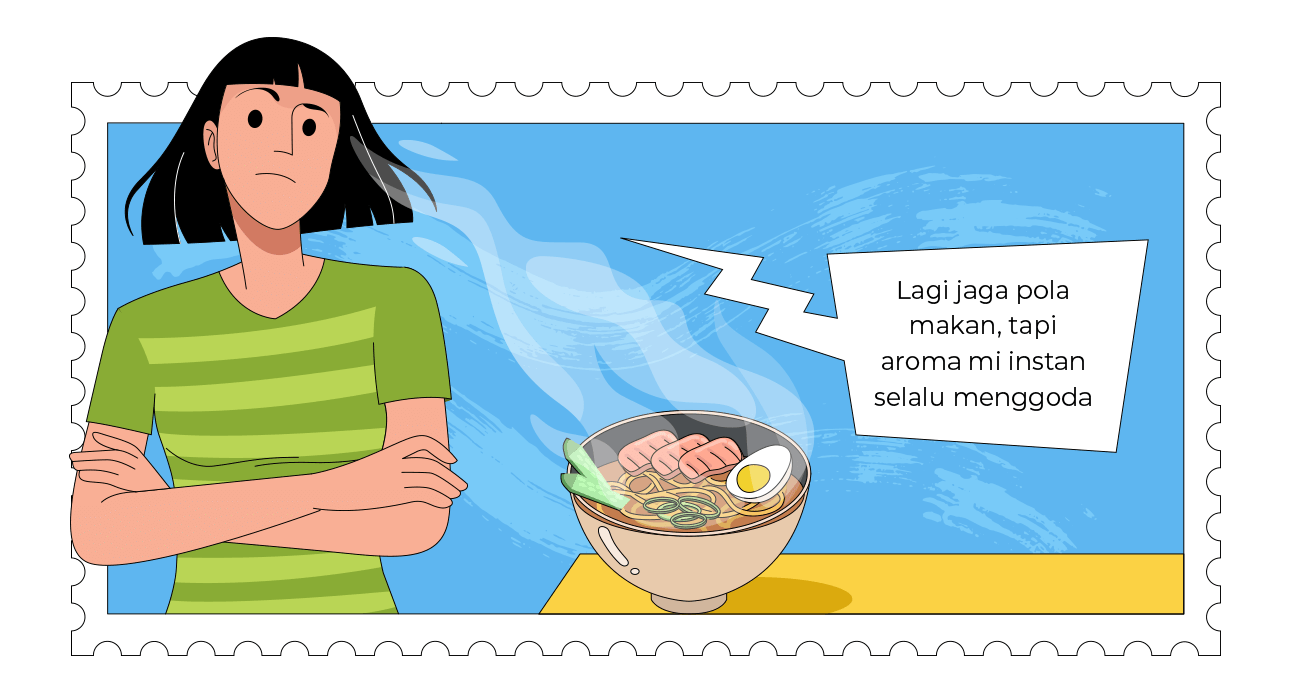 Lagi jaga pola
makan, tapi
aroma mi instan
selalu menggoda